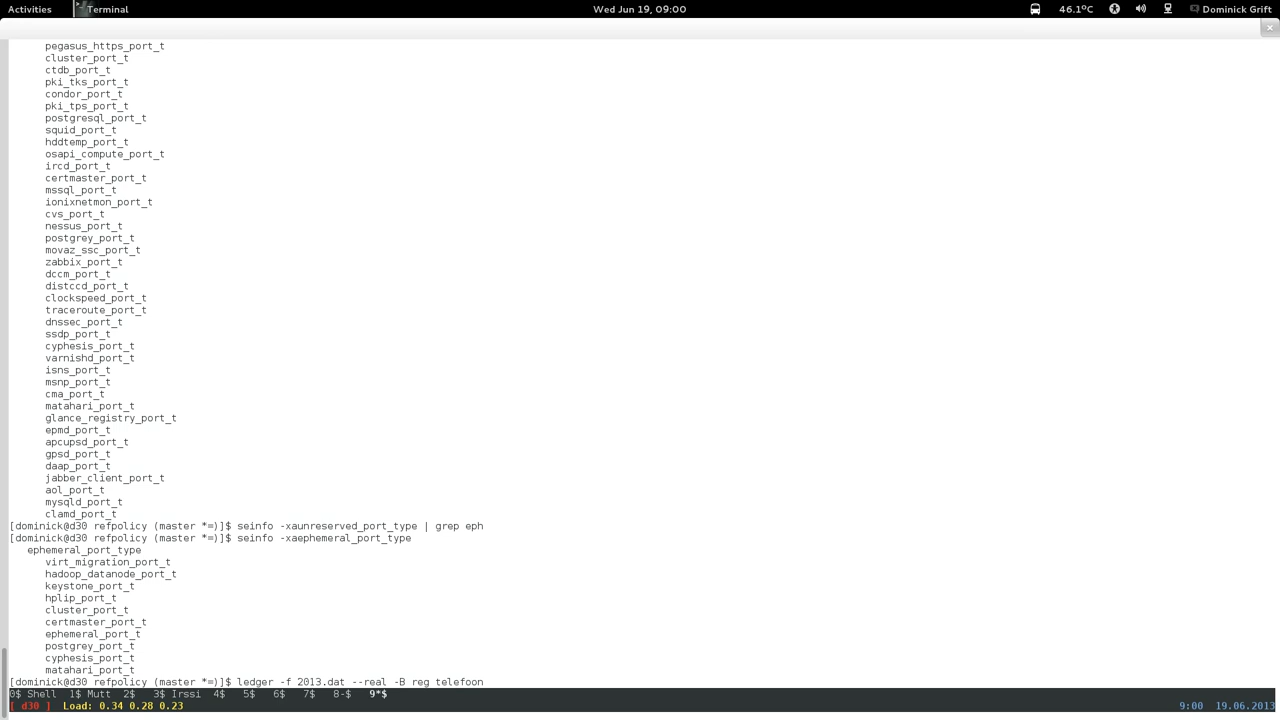 Activities
Terminal
Wed Jun 19, 09:00
46.1ºC
Dominick Grift
pegasus_https_port_t
cluster_port_t
ctdb_port_t
pki_tks_port_t
condor_port_t
pki_tps_port_t
postgresql_port_t
squid_port_t
hddtemp_port_t
osapi_compute_port_t
ircd_port_t
certmaster_port_t
mssql_port_t
ionixnetmon_port_t
cvs_port_t
nessus_port_t
postgrey_port_t
movaz_ssc_port_t
zabbix_port_t
dccm_port_t
distccd_port_t
clockspeed_port_t
traceroute_port_t
dnssec_port_t
ssdp_port_t
cyphesis_port_t
varnishd_port_t
isns_port_t
msnp_port_t
cma_port_t
matahari_port_t
glance_registry_port_t
epmd_port_t
apcupsd_port_t
gpsd_port_t
daap_port_t
jabber_client_port_t
aol_port_t
mysqld_port_t
clamd_port_t
[dominick@d30 refpolicy (master *=)]$ seinfo -xaunreserved_port_type | grep eph
[dominick@d30 refpolicy (master *=)]$ seinfo -xaephemeral_port_type
ephemeral_port_type
virt_migration_port_t
hadoop_datanode_port_t
keystone_port_t
hplip_port_t
cluster_port_t
certmaster_port_t
ephemeral_port_t
postgrey_port_t
cyphesis_port_t
matahari_port_t
[dominick@d30 refpolicy (master *=)]$ ledger -f 2013.dat --real -B reg telefoon
0$ Shell 1$ Mutt 2$ 3$ Irssi 4$ 5$ 6$ 7$ 8-$ 9*$
[ d30 ] Load: 0.34 0.28 0.23 9:00 19.06.2013